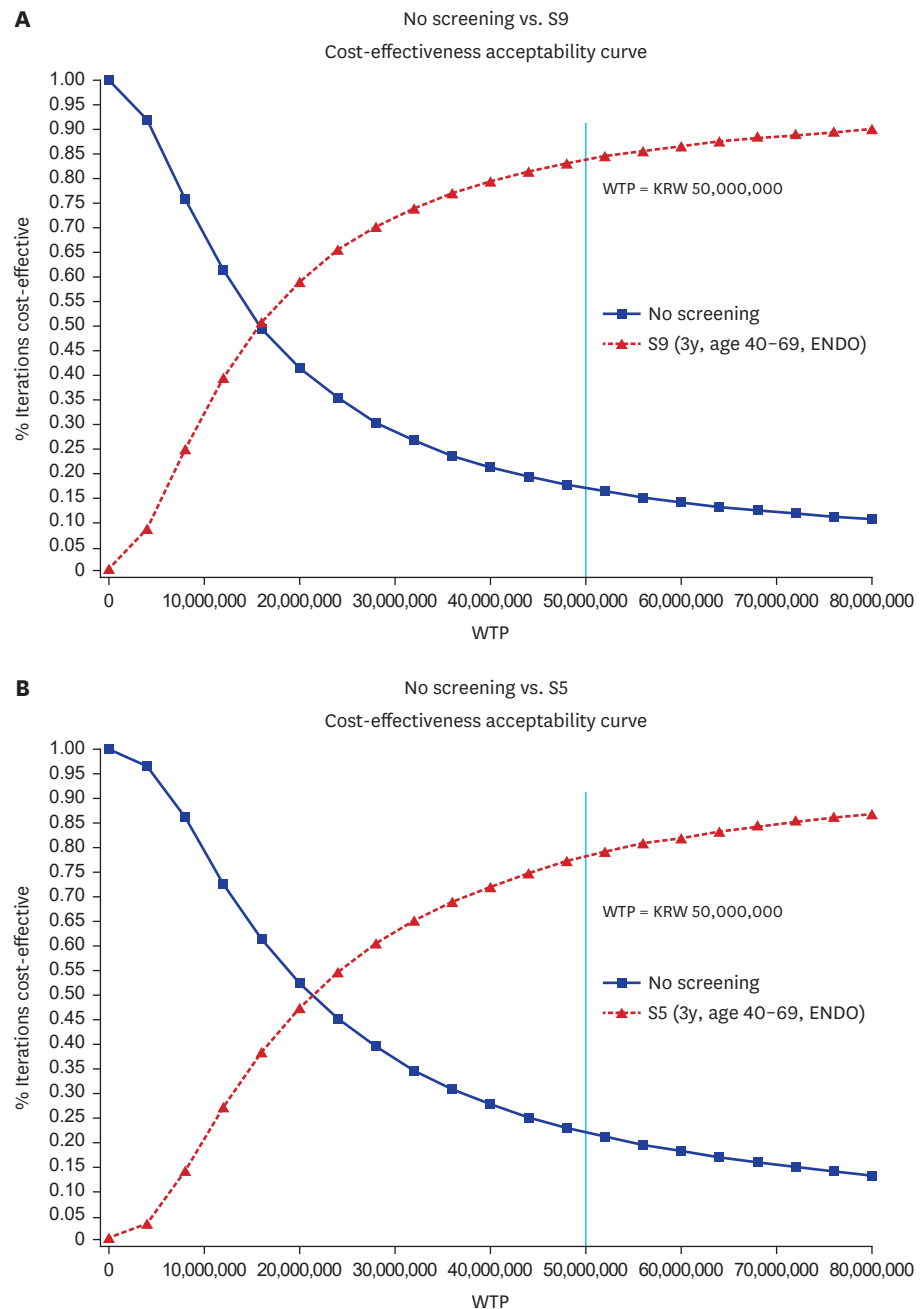 A
No screening vs. S9
Cost-effectiveness acceptability curve
1.00
0.95
0.90
0.85
0.80
0.75
0.70
0.65
0.60
0.55
0.50
0.45
0.40
0.35
0.30
0.25
0.20
0.15
0.10
0.05
0
% Iterations cost-effective
WTP = KRW 50,000,000
No screening
S9 (3y, age 40–69, ENDO)
0 10,000,000 20,000,000 30,000,000 40,000,000 50,000,000 60,000,000 70,000,000 80,000,000
WTP
B
No screening vs. S5
Cost-effectiveness acceptability curve
1.00
0.95
0.90
0.85
0.80
0.75
0.70
0.65
0.60
0.55
0.50
0.45
0.40
0.35
0.30
0.25
0.20
0.15
0.10
0.05
0
% Iterations cost-effective
WTP = KRW 50,000,000
No screening
S5 (3y, age 40–69, ENDO)
0 10,000,000 20,000,000 30,000,000 40,000,000 50,000,000 60,000,000 70,000,000 80,000,000
WTP